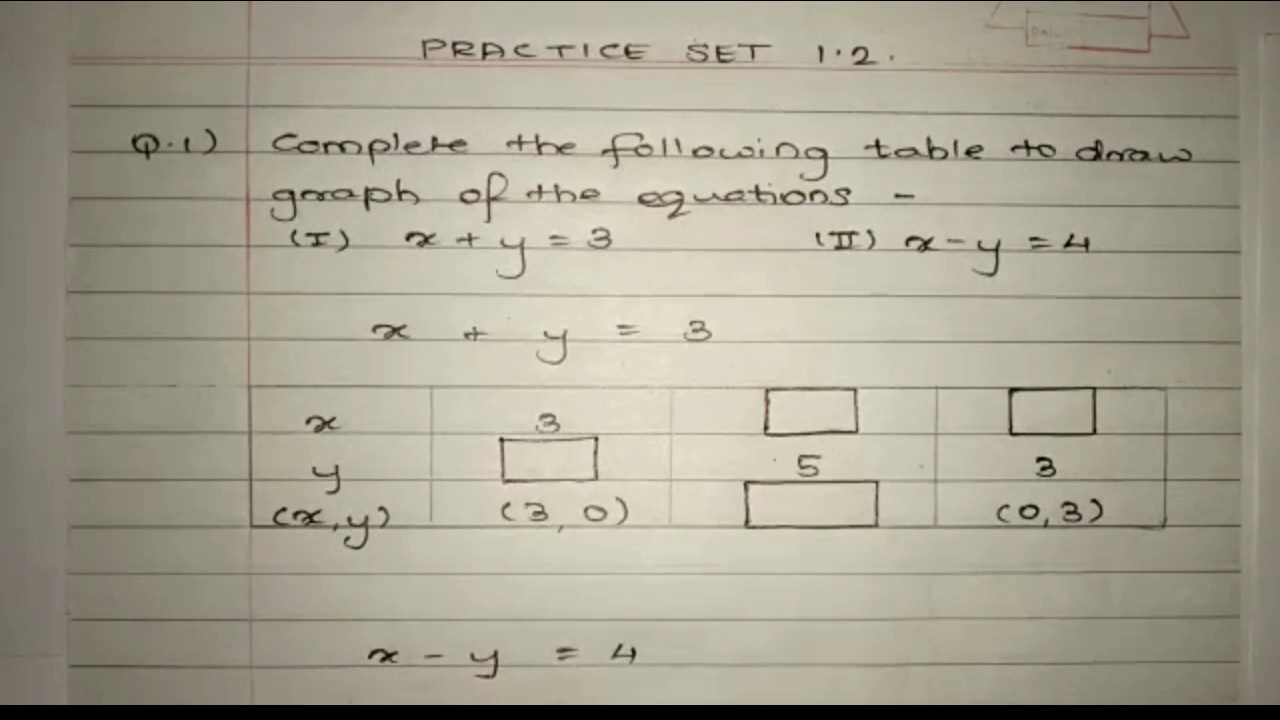 PRACTICE SET 1.2.
Q.1) Complete the following table to draw
graph of the equations -
(I) x + y = 3 (II) x - y = 4
x + y = 3
x 3
y 5 3
(x, y) (3, 0) (0, 3)
x - y = 4